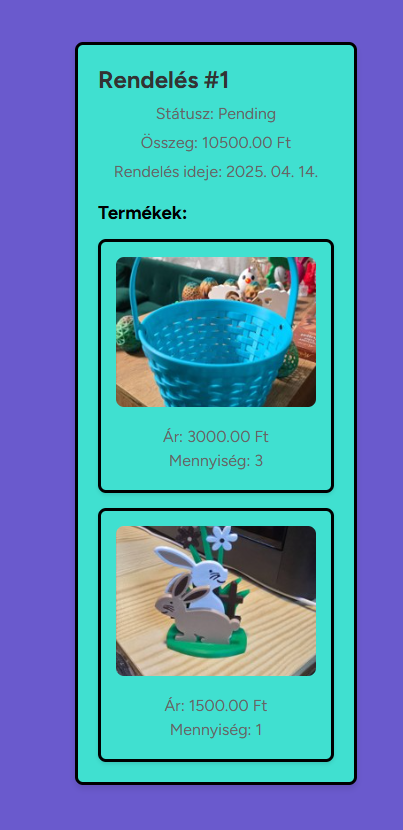 Rendelés #1
Státusz: Pending
Összeg: 10500.00 Ft
Rendelés ideje: 2025. 04. 14.
Termékek:
Ár: 3000.00 Ft
Mennyiség: 3
Ár: 1500.00 Ft
Mennyiség: 1